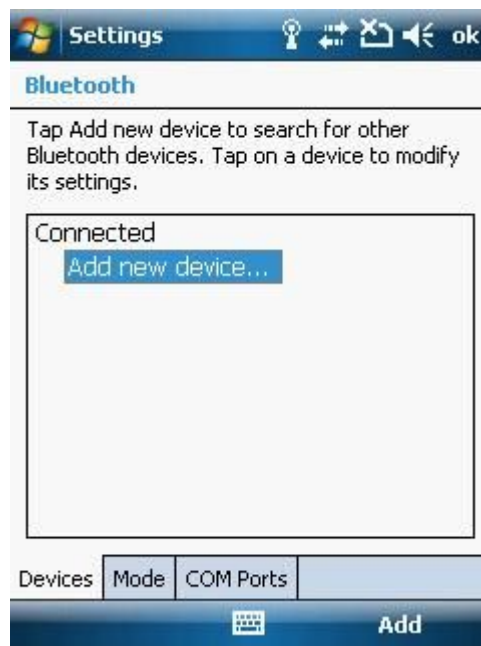 Settings ok
Bluetooth
Tap Add new device to search for other
Bluetooth devices. Tap on a device to modify
its settings.
Connected
Add new device...
Devices Mode COM Ports
Add